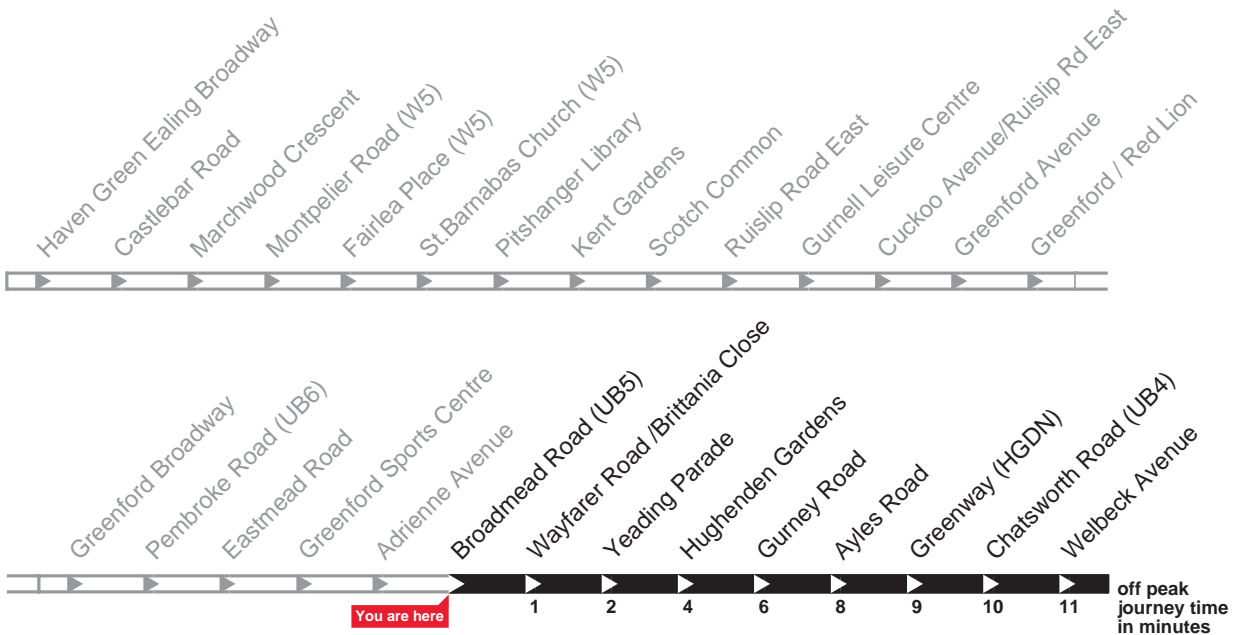 Haven Green Ealing Broadway
Castlebar Road
Marchwood Crescent
Montpelier Road (W5)
Fairlea Place (W5)
St.Barnabas Church (W5)
Pitshanger Library
Kent Gardens
Scotch Common
Ruislip Road East
Gurnell Leisure Centre
Cuckoo Avenue/Ruislip Rd East
Greenford Avenue
Greenford / Red Lion
Greenford Broadway
Pembroke Road (UB6)
Eastmead Road
Greenford Sports Centre
Adrienne Avenue
Broadmead Road (UB5)
Wayfarer Road /Brittania Close
Yeading Parade
Hughenden Gardens
Gurney Road
Ayles Road
Greenway (HGDN)
Chatsworth Road (UB4)
Welbeck Avenue
You are here
1 2 4 6 8 9 10 11
off peak
journey time
in minutes